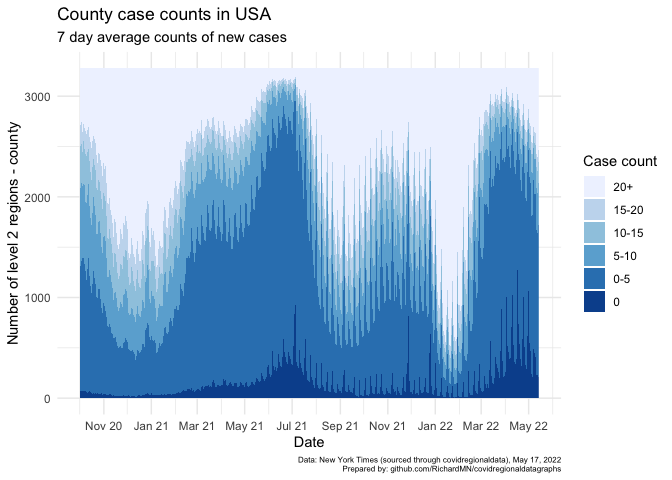 County case counts in USA
7 day average counts of new cases
Number of level 2 regions - county
3000
2000
1000
0
Nov 20 Jan 21 Mar 21 May 21 Jul 21 Sep 21 Nov 21 Jan 22 Mar 22 May 22
Date
Case count
20+
15-20
10-15
5-10
0-5
0
Data: New York Times (sourced through covidregionaldata), May 17, 2022
Prepared by: github.com/RichardMN/covidregionaldatagraphs